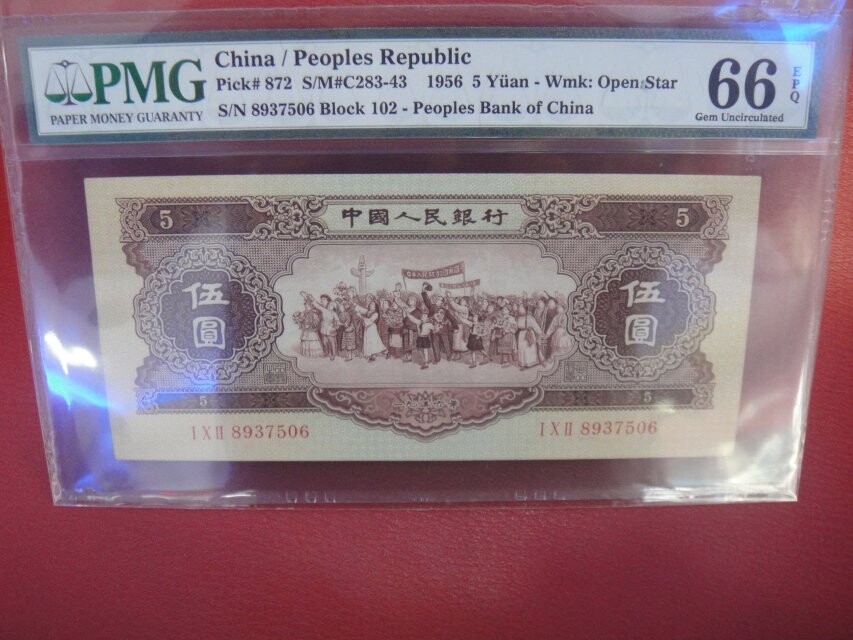 PMG
PAPER MONEY GUARANTY
China / Peoples Republic
Pick# 872 S/M#C283-43 1956 5 Yüan - Wmk: Open Star
S/N 8937506 Block 102 - Peoples Bank of China
66
EPQ
Gem Uncirculated
5
中國人民銀行
5
伍圓
伍圓
5
5
I X II 8937506
I X II 8937506